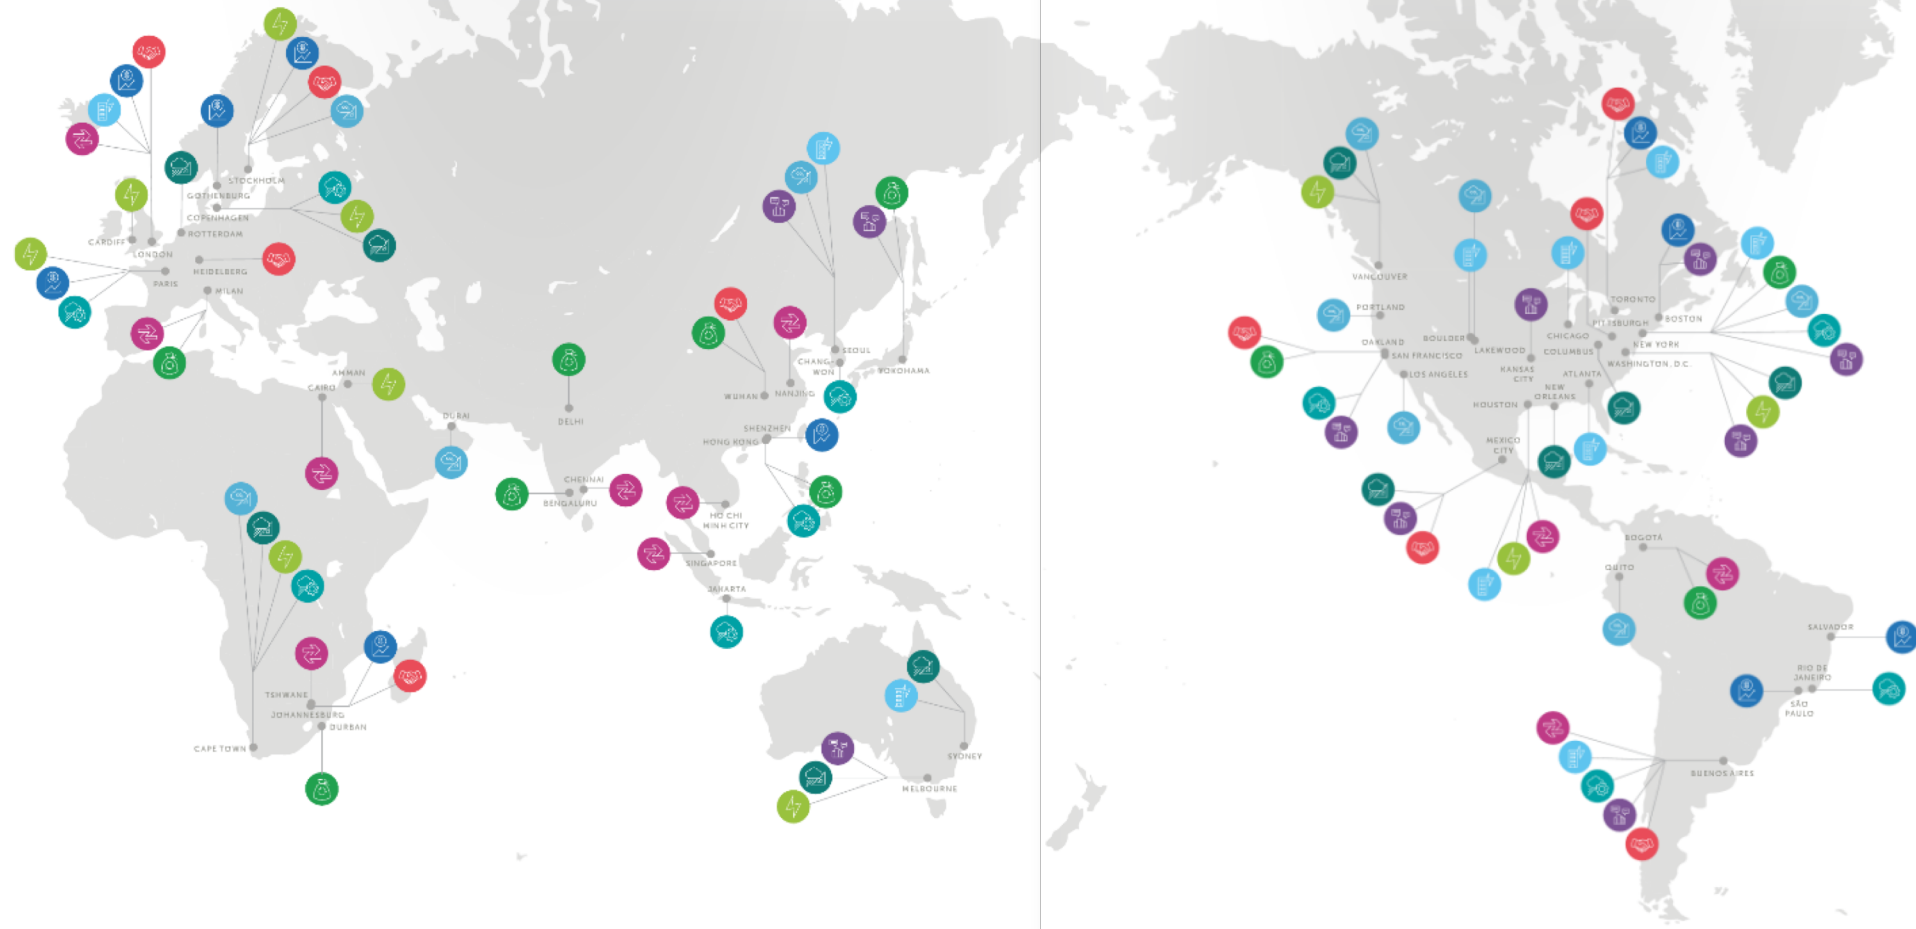 STOCKHOLM
GOTHENBURG
COPENHAGEN
ROTTERDAM
CARDIFF
LONDON
HEIDELBERG
PARIS
MILAN
AMMAN
CAIRO
DUBAI
DELHI
CHENNAI
BENGALURU
SEOUL
CHANG-
WON
YOKOHAMA
WUHAN
NANJING
SHENZHEN
HONG KONG
HO CHI
MINH CITY
SINGAPORE
JAKARTA
TSHWANE
JOHANNESBURG
DURBAN
CAPE TOWN
SYDNEY
MELBOURNE
VANCOUVER
PORTLAND
OAKLAND
SAN FRANCISCO
LOS ANGELES
BOULDER
LAKEWOOD
KANSAS
CITY
CHICAGO
COLUMBUS
TORONTO
PITTSBURGH
BOSTON
NEW YORK
WASHINGTON, D.C.
ATLANTA
NEW
ORLEANS
HOUSTON
MEXICO
CITY
BOGOTÁ
QUITO
SALVADOR
RIO DE
JANEIRO
SÃO
PAULO
BUENOS AIRES